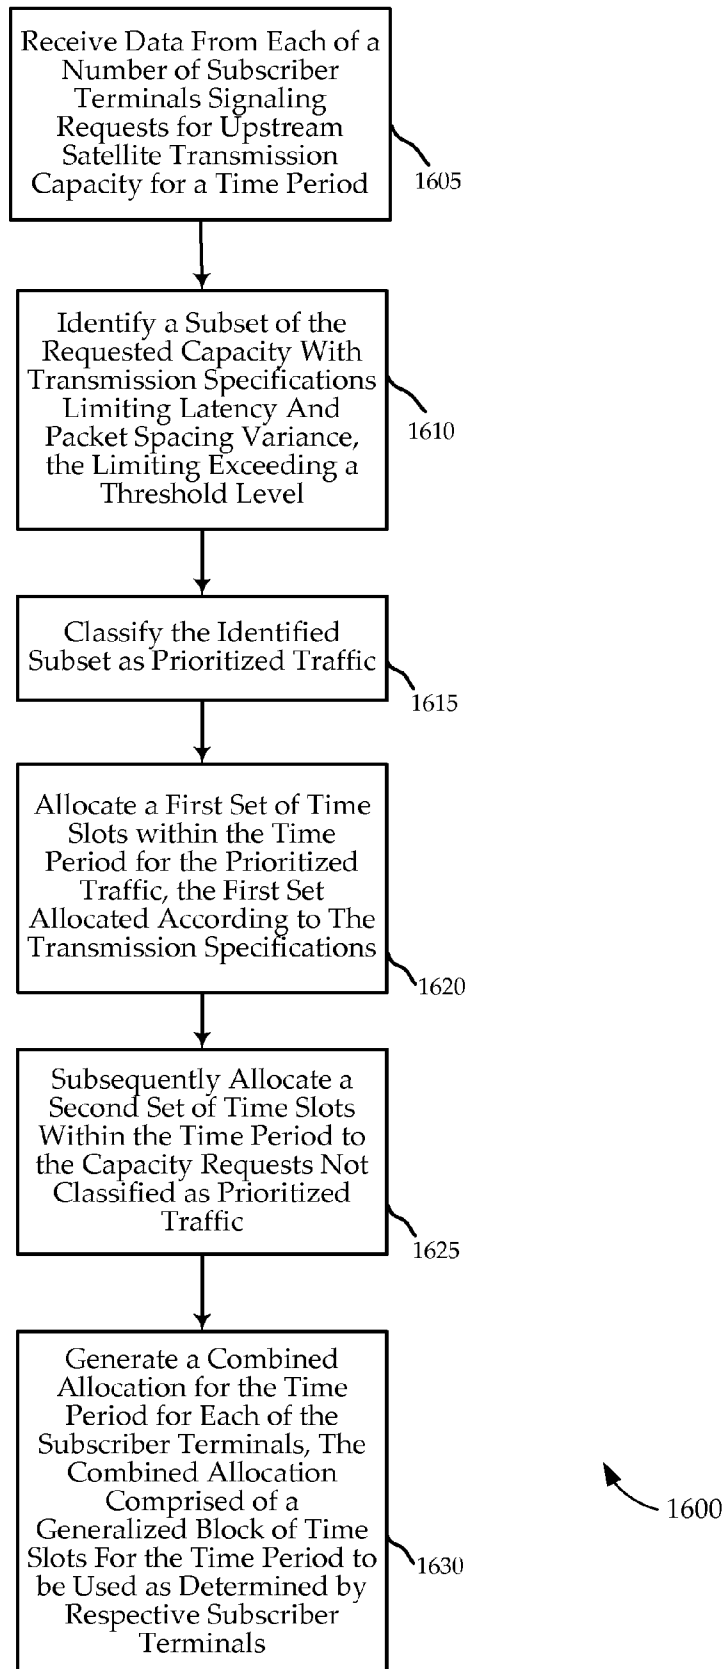 Receive Data From Each of a
Number of Subscriber
Terminals Signaling
Requests for Upstream
Satellite Transmission
Capacity for a Time Period
1605
Identify a Subset of the
Requested Capacity With
Transmission Specifications
Limiting Latency And
Packet Spacing Variance,
the Limiting Exceeding a
Threshold Level
1610
Classify the Identified
Subset as Prioritized Traffic
1615
Allocate a First Set of Time
Slots within the Time
Period for the Prioritized
Traffic, the First Set
Allocated According to The
Transmission Specifications
1620
Subsequently Allocate a
Second Set of Time Slots
Within the Time Period to
the Capacity Requests Not
Classified as Prioritized
Traffic
1625
Generate a Combined
Allocation for the Time
Period for Each of the
Subscriber Terminals, The
Combined Allocation
Comprised of a
Generalized Block of Time
Slots For the Time Period to
be Used as Determined by
Respective Subscriber
Terminals
1630
1600